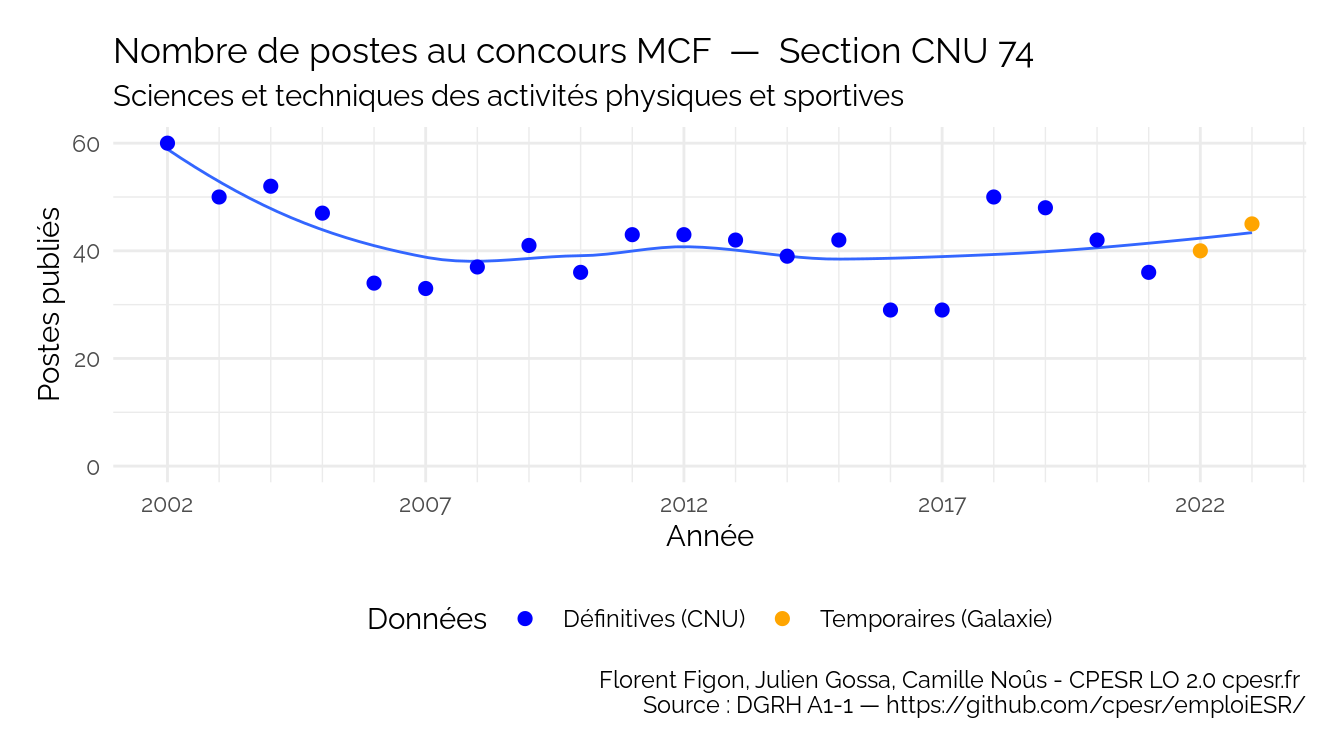 Nombre de postes au concours MCF — Section CNU 74
Sciences et techniques des activités physiques et sportives
Postes publiés
60
40
20
0
2002 2007 2012 2017 2022
Année
Données Définitives (CNU) Temporaires (Galaxie)
Florent Figon, Julien Gossa, Camille Noûs - CPESR LO 2.0 cpesr.fr
Source : DGRH A1-1 — https://github.com/cpesr/emploiESR/